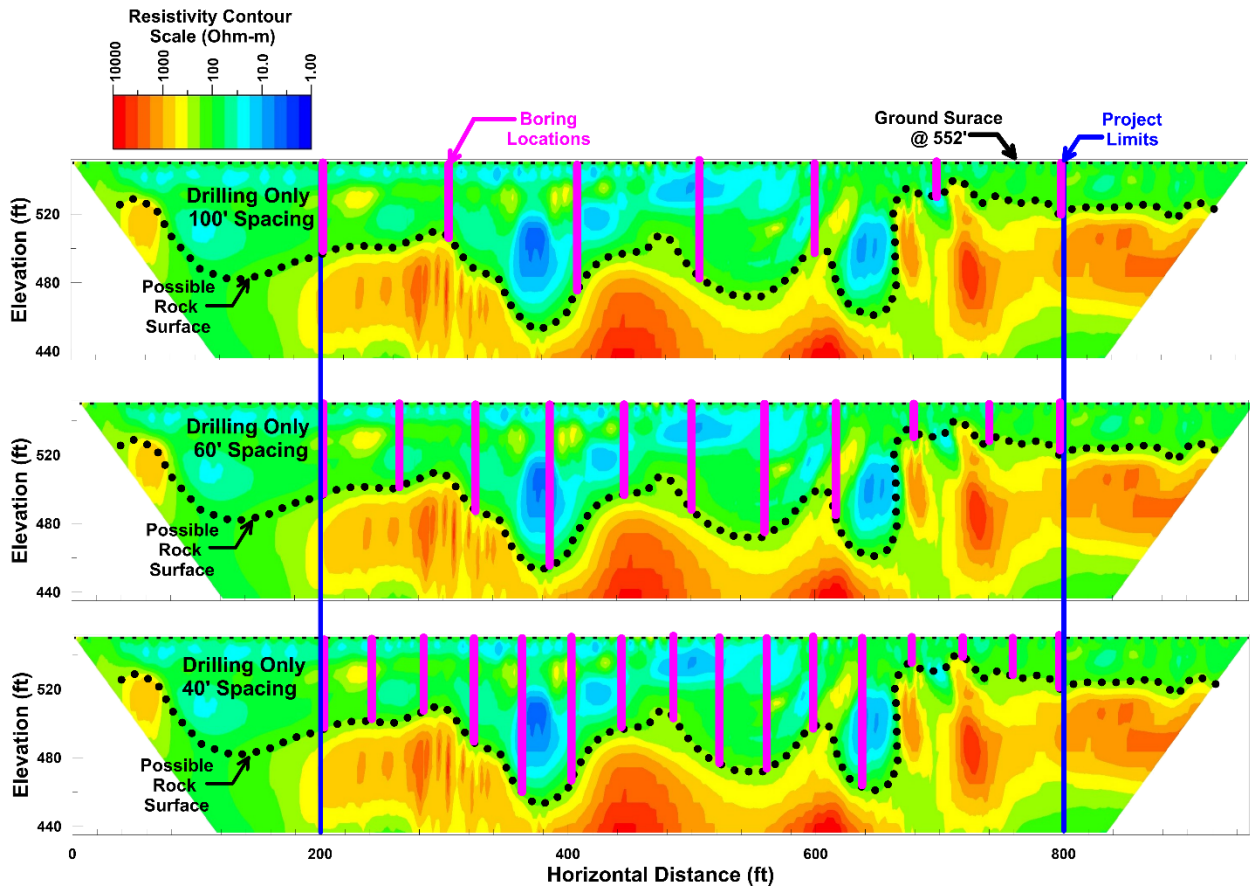 Resistivity Contour
Scale (Ohm-m)
10000
1000
100
10.0
1.00
Boring
Locations
Ground Surace
@ 552'
Project
Limits
Drilling Only
100' Spacing
Possible
Rock
Surface
Elevation (ft)
520
480
440
Drilling Only
60' Spacing
Possible
Rock
Surface
Elevation (ft)
520
480
440
Drilling Only
40' Spacing
Possible
Rock
Surface
Elevation (ft)
520
480
440
0
200
400
600
800
Horizontal Distance (ft)